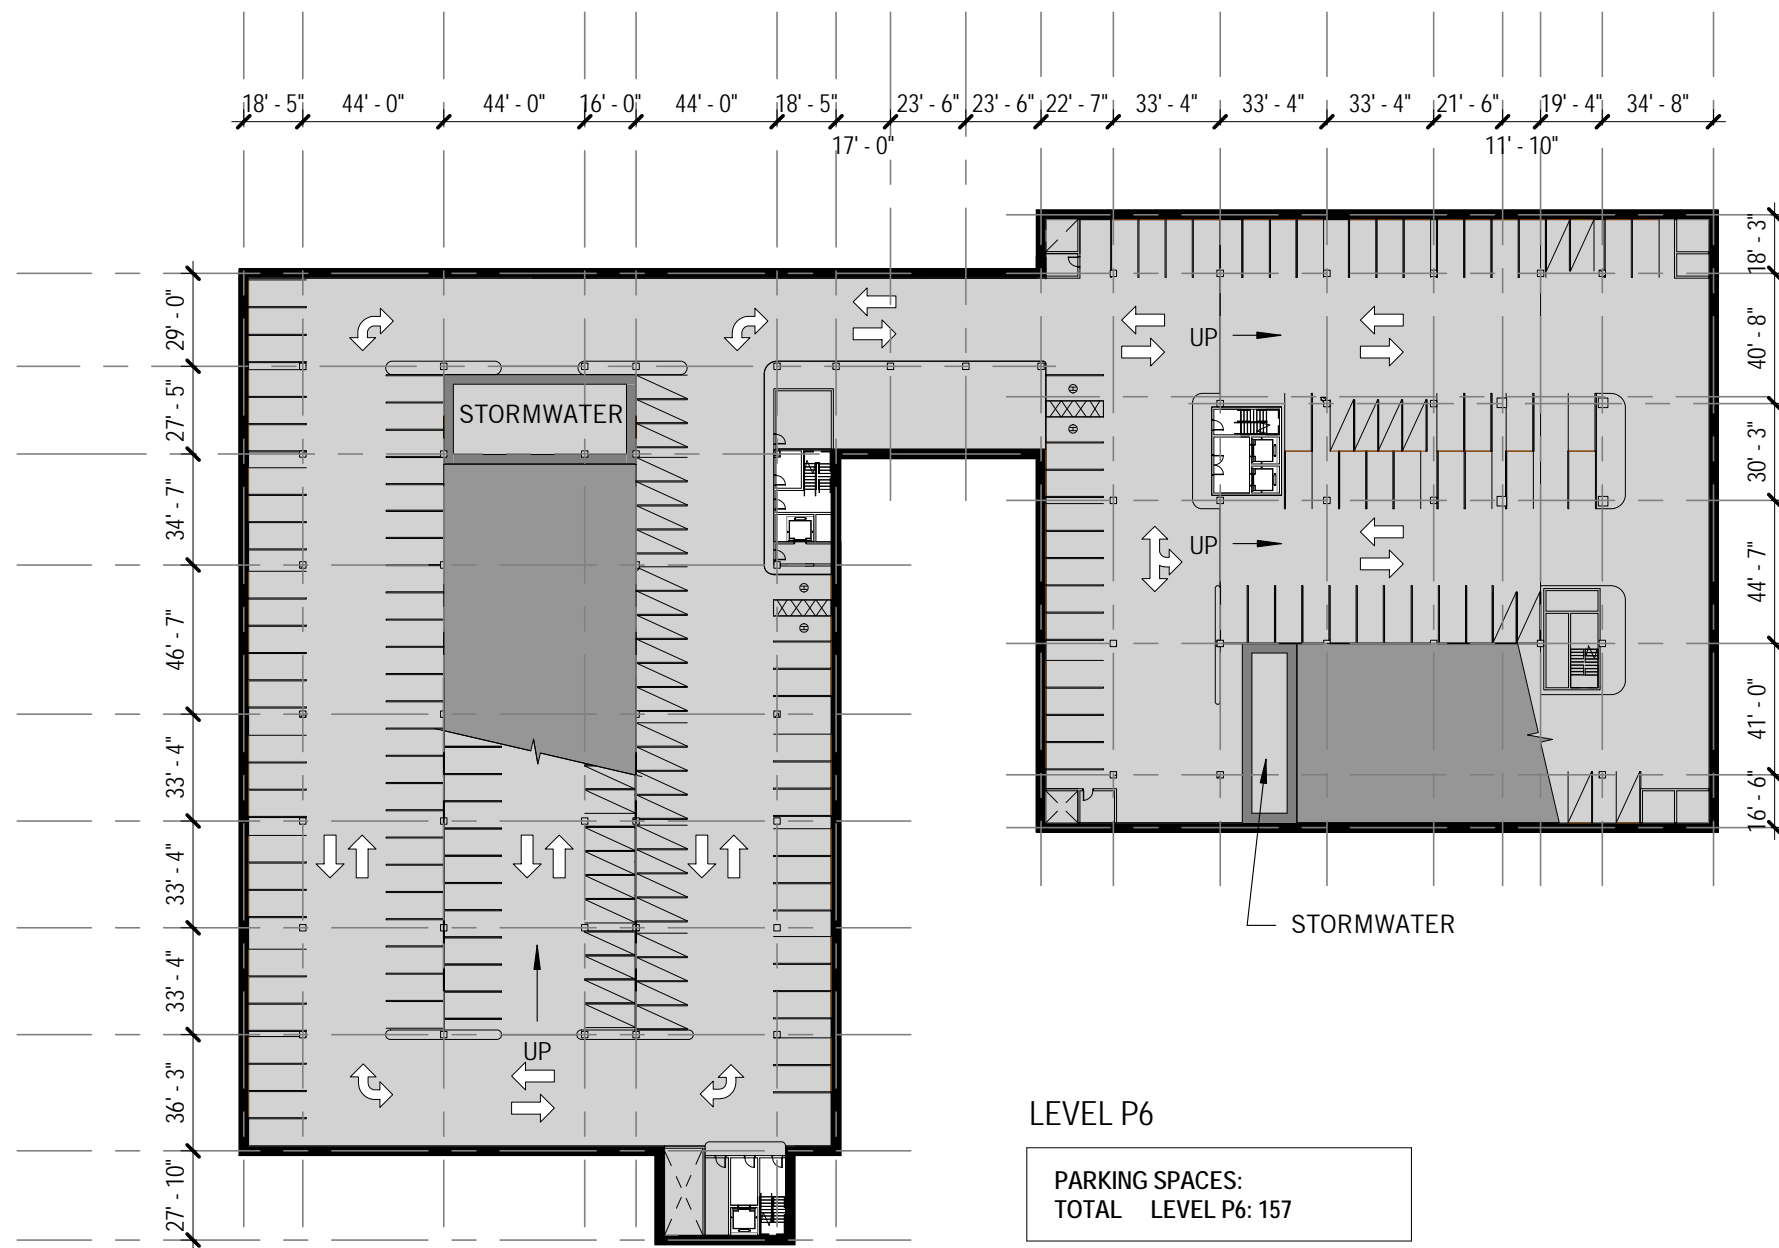 18' - 5" 44' - 0" 44' - 0" 16' - 0" 44' - 0" 18' - 5" 23' - 6" 23' - 6" 22' - 7" 33' - 4" 33' - 4" 33' - 4" 21' - 6" 19' - 4" 34' - 8"
17' - 0" 11' - 10"
18' - 3"
40' - 8"
30' - 3"
44' - 7"
41' - 0"
16' - 6"
29' - 0"
27' - 5"
34' - 7"
46' - 7"
33' - 4"
33' - 4"
33' - 4"
36' - 3"
27' - 10"
UP
STORMWATER
UP
STORMWATER
UP
LEVEL P6
PARKING SPACES:
TOTAL LEVEL P6: 157